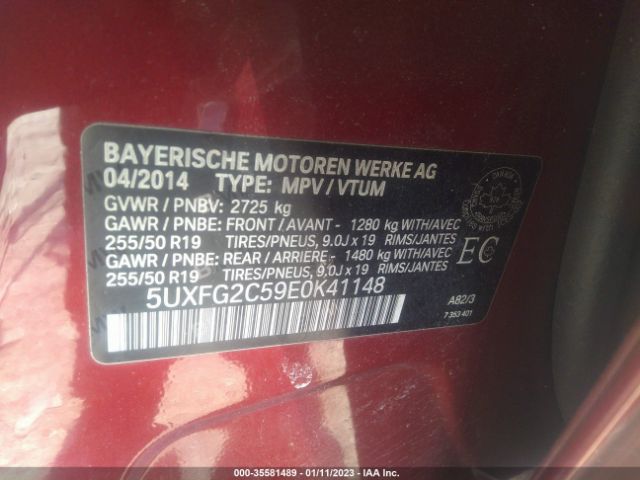 BAYERISCHE MOTOREN WERKE AG
04/2014 TYPE: MPV / VTUM
GVWR / PNBV: 2725 kg
GAWR / PNBE: FRONT / AVANT - 1280 kg WITH/AVEC
255/50 R19 TIRES/PNEUS, 9.0J x 19 RIMS/JANTES
GAWR / PNBE: REAR / ARRIERE - 1480 kg WITH/AVEC
255/50 R19 TIRES/PNEUS, 9.0J x 19 RIMS/JANTES
EC
5UXFG2C59E0K41148
A82/3
7 353 401
CANADA
000-35581489 - 01/11/2023 - IAA Inc.